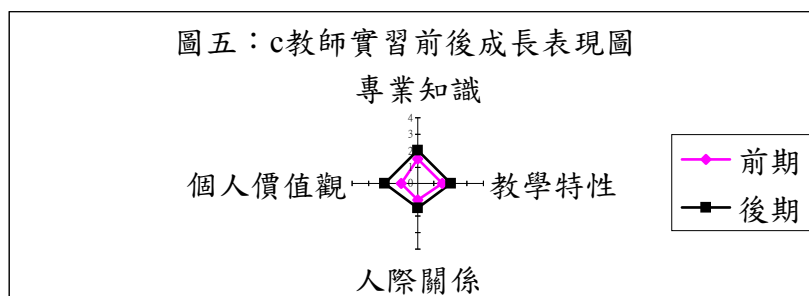 圖五：c教師實習前後成長表現圖
專業知識
4
3
2
1
0
個人價值觀
教學特性
人際關係
前期
後期